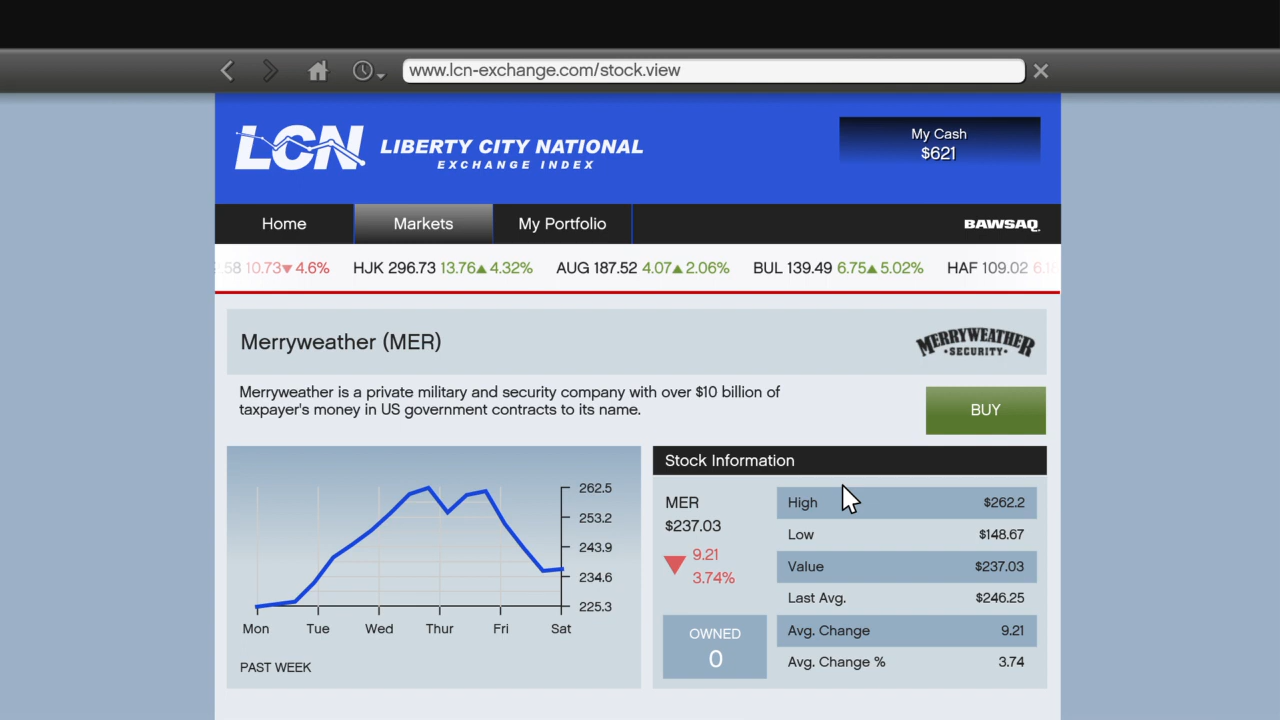 www.lcn-exchange.com/stock.view
LCN LIBERTY CITY NATIONAL
EXCHANGE INDEX
My Cash
$621
Home Markets My Portfolio BAWSAQ
.58 10.73 4.6% HJK 296.73 13.76 4.32% AUG 187.52 4.07 2.06% BUL 139.49 6.75 5.02% HAF 109.02
Merryweather (MER)
MERRYWEATHER
SECURITY
Merryweather is a private military and security company with over $10 billion of
taxpayer's money in US government contracts to its name.
BUY
262.5
253.2
243.9
234.6
225.3
Mon Tue Wed Thur Fri Sat
PAST WEEK
Stock Information
MER
$237.03
9.21
3.74%
OWNED
0
High $262.2
Low $148.67
Value $237.03
Last Avg. $246.25
Avg. Change 9.21
Avg. Change % 3.74